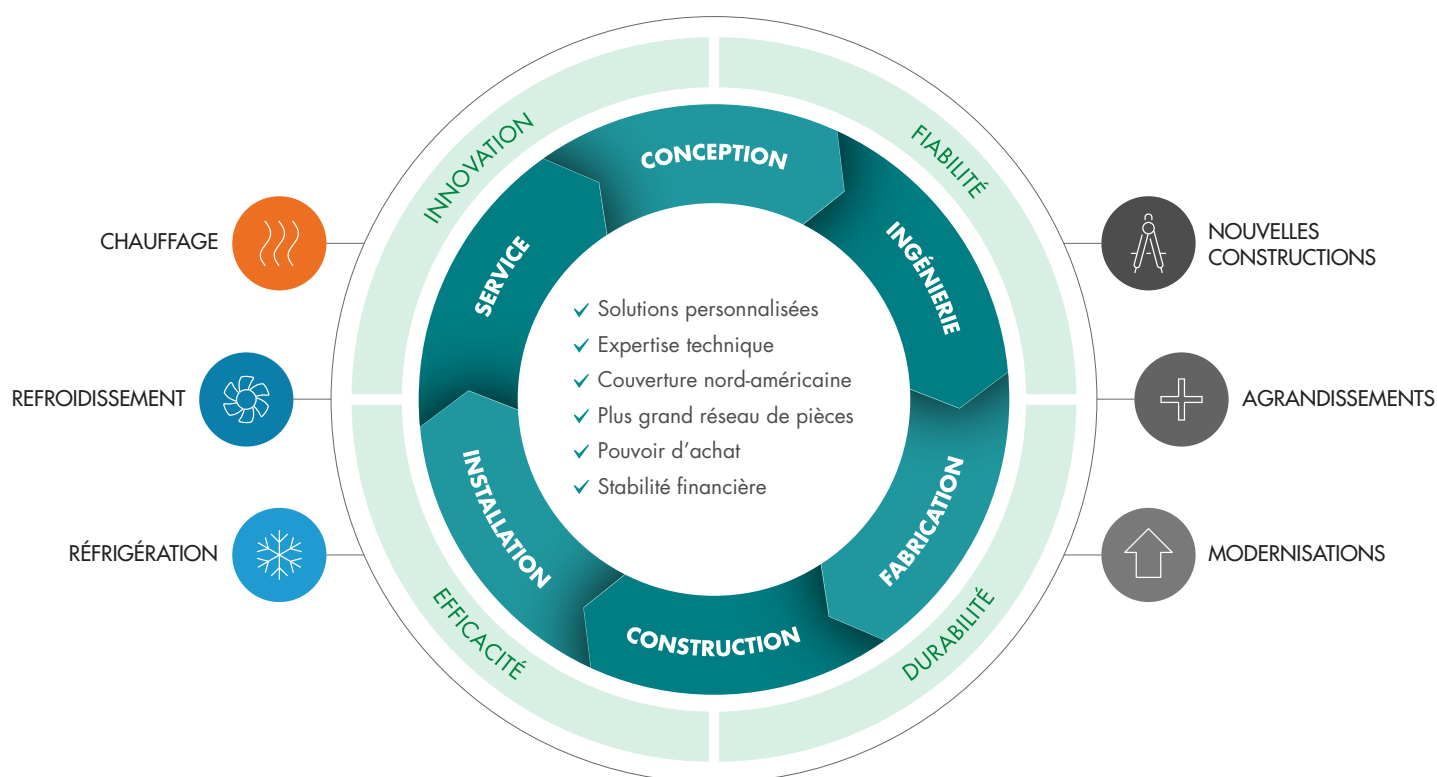 INNOVATION
FIABILITÉ
CONCEPTION
INGÉNIERIE
SERVICE
CHAUFFAGE
NOUVELLES
CONSTRUCTIONS
Solutions personnalisées
Expertise technique
Couverture nord-américaine
Plus grand réseau de pièces
Pouvoir d’achat
Stabilité financière
REFROIDISSEMENT
AGRANDISSEMENTS
INSTALLATION
FABRICATION
RÉFRIGÉRATION
MODERNISATIONS
CONSTRUCTION
EFFICACITÉ
DURABILITÉ